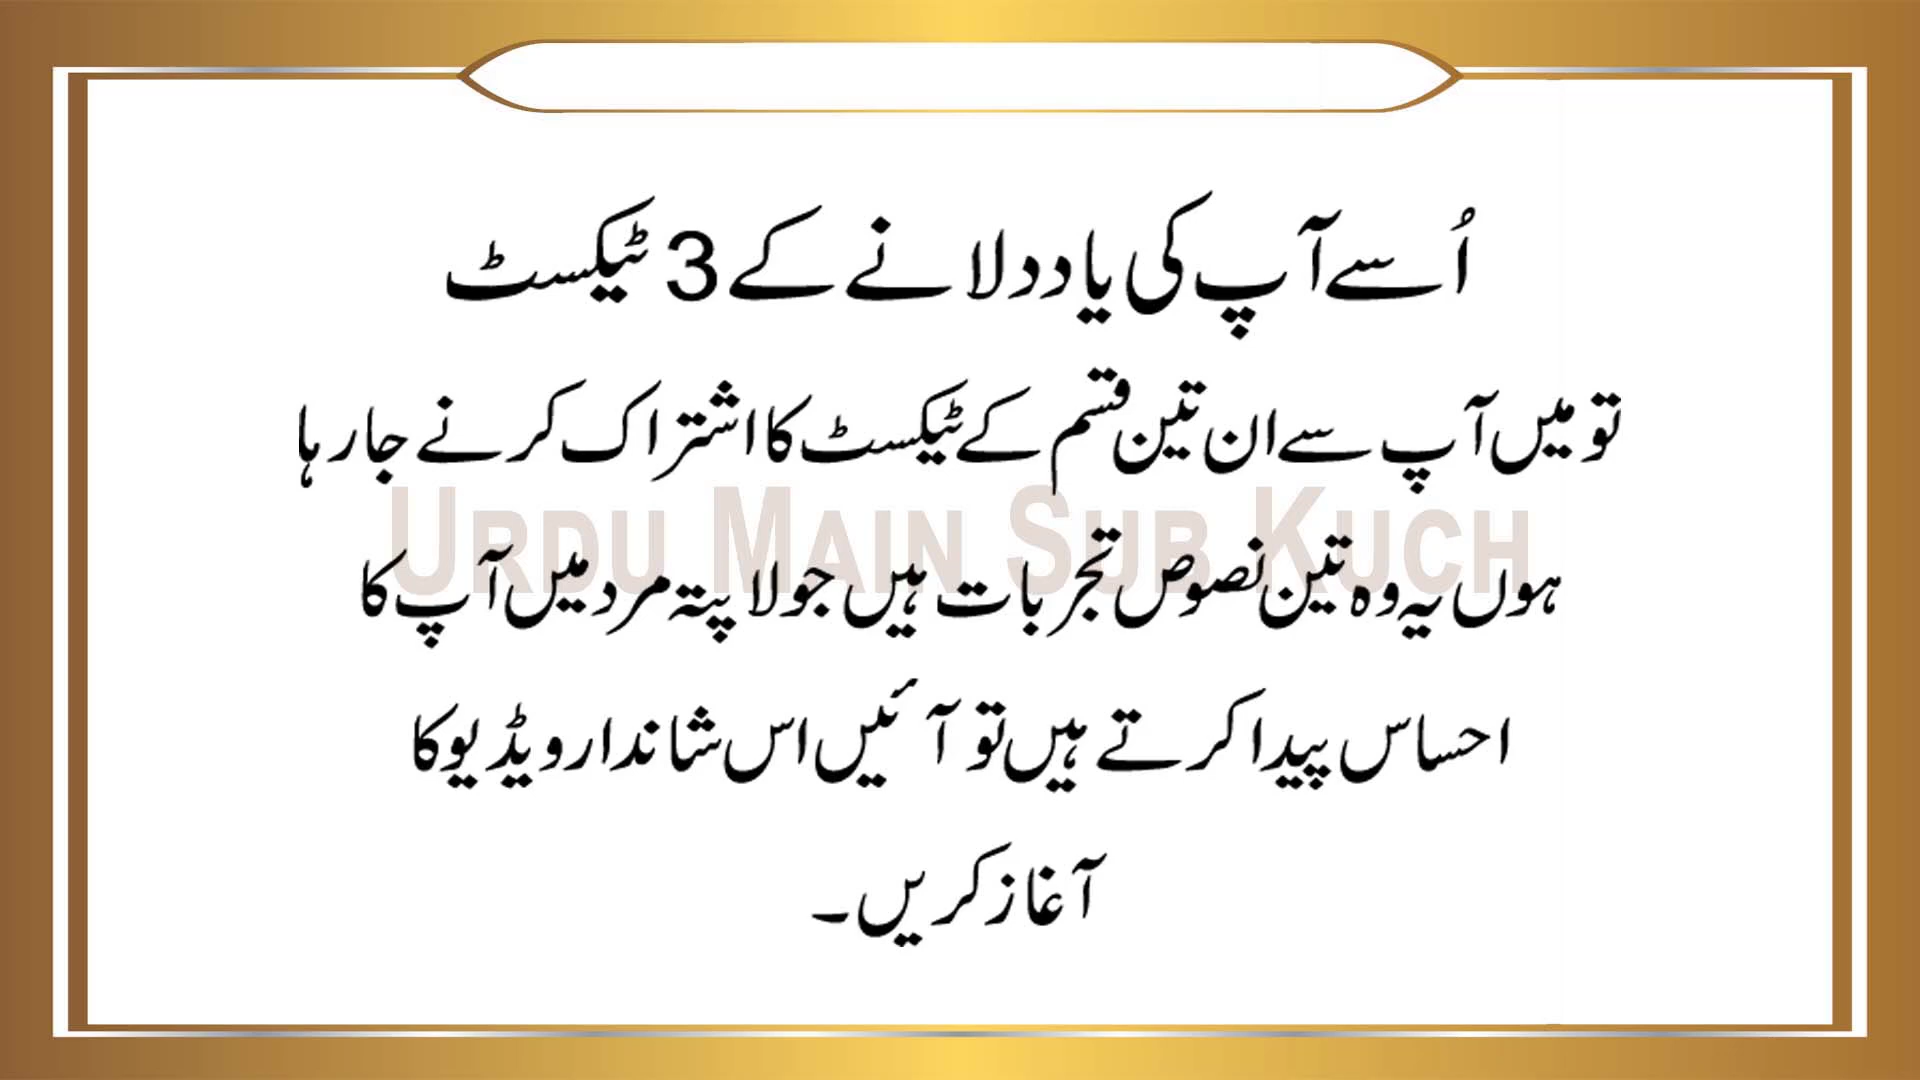 اُسے آپ کی یاد دلانے کے 3 ٹیکسٹ
تو میں آپ سے ان تین قسم کے ٹیکسٹ کا اشتراک کرنے جا رہا
URDU MAIN SUB KUCH
ہوں یہ وہ تین نصوص تجربات ہیں جو لاپتہ مرد میں آپ کا
احساس پیدا کرتے ہیں تو آئیں اس شاندار ویڈیو کا
آغاز کریں۔